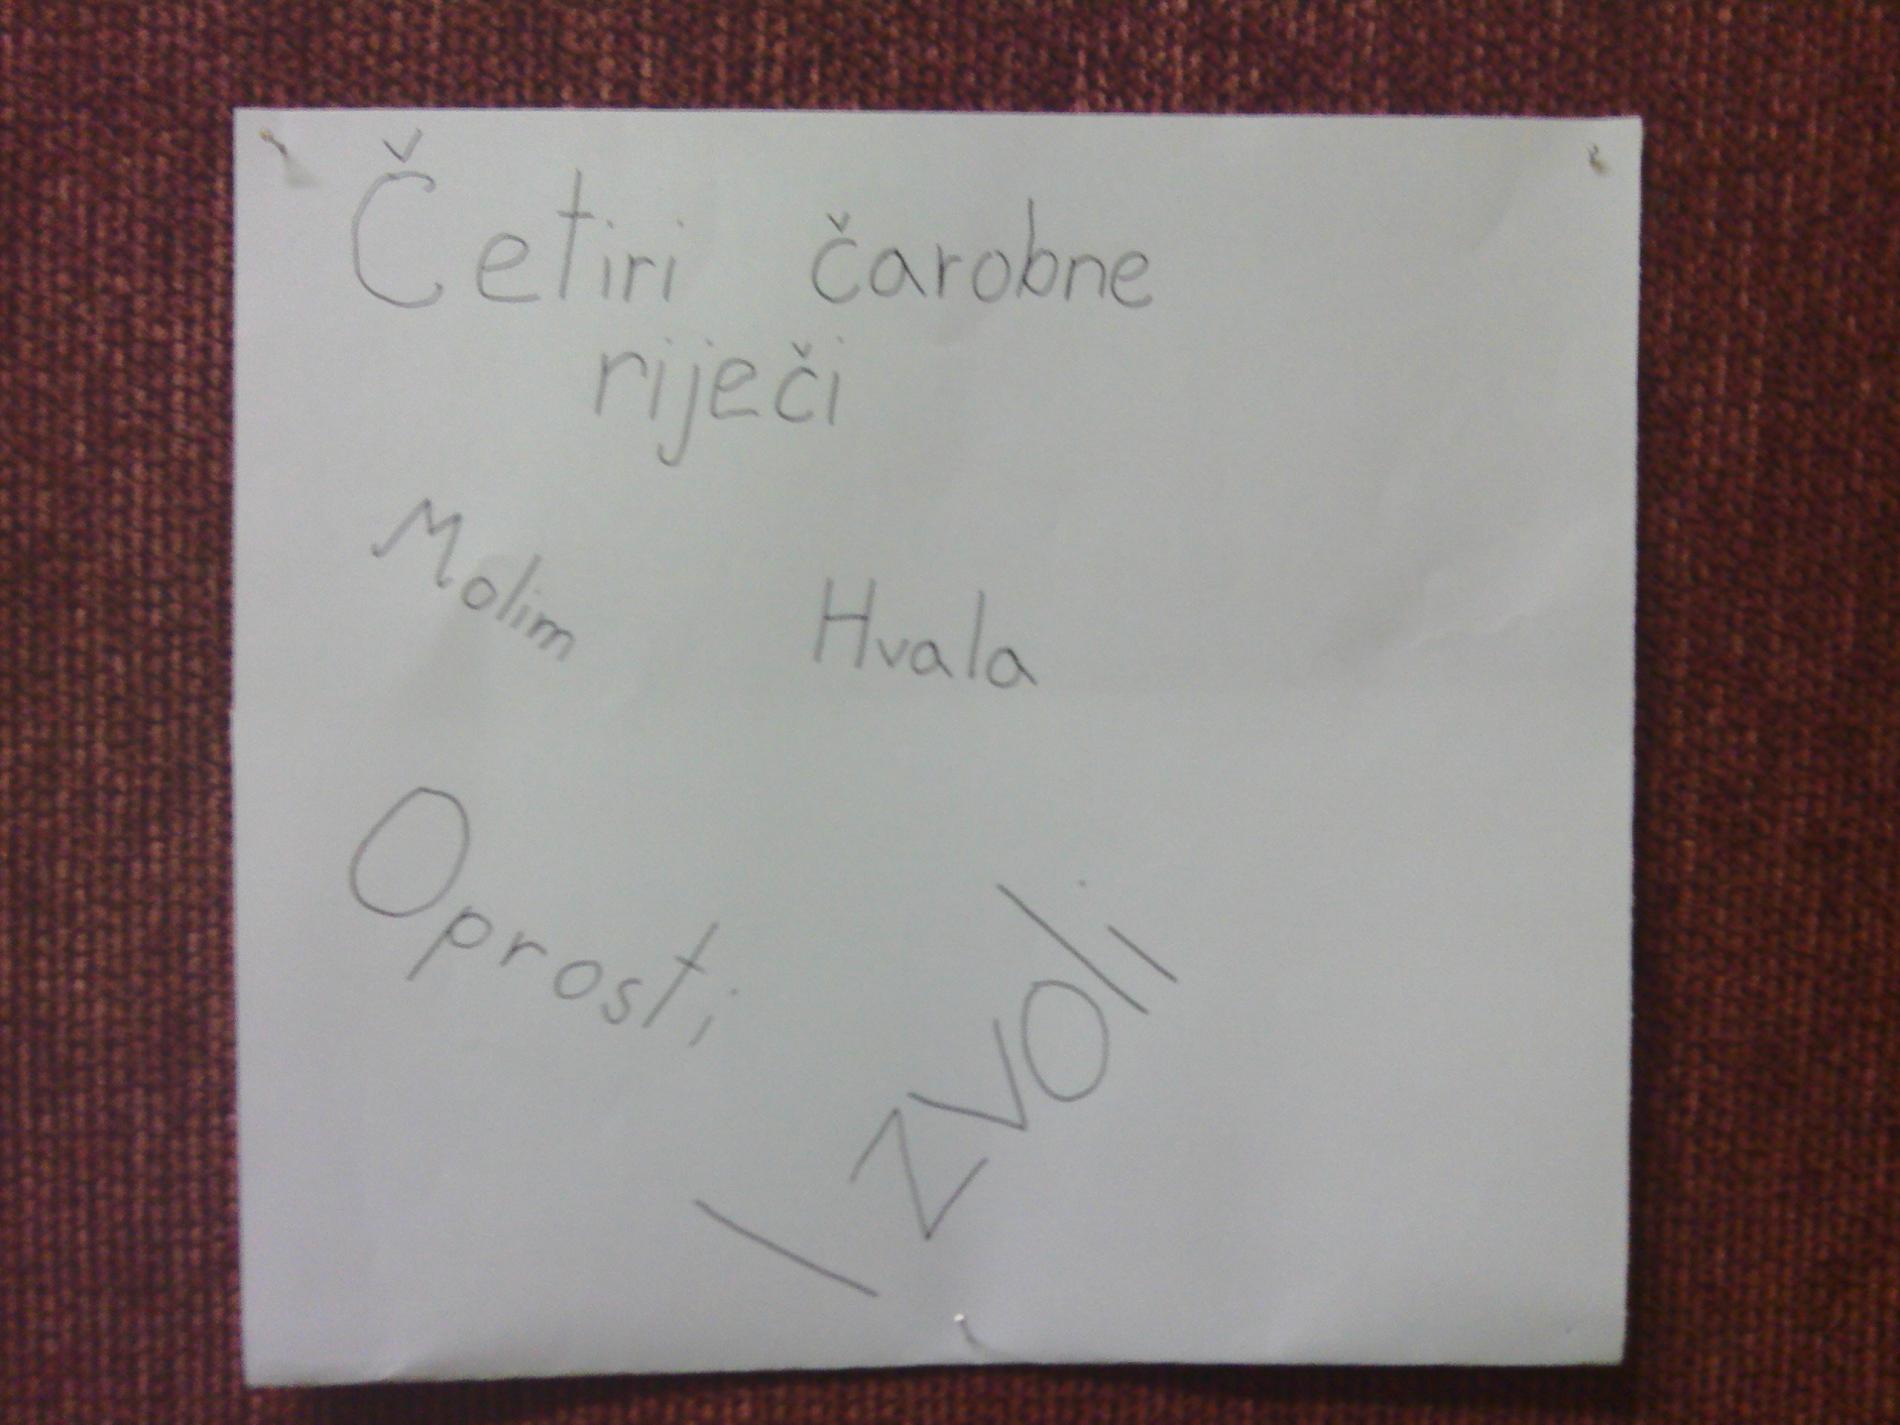 Četiri čarobne
riječi
Molim Hvala
Oprosti
Izvoli